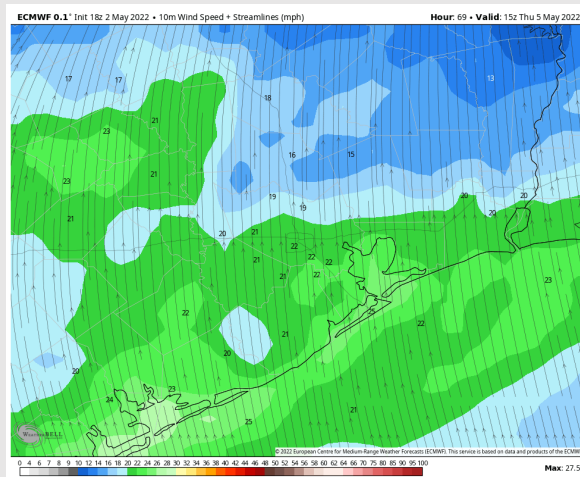 ECMWF 0.1° Init 18z 2 May 2022 • 10m Wind Speed + Streamlines (mph)
Hour: 69 • Valid: 15z Thu 5 May 2022
17 17 13
18
21
23
16 15
21
23
19 20 20
19 20
21
20 21
22
22 22
21
21 22
23
22 25 22
21
20
20
23
24
21
25
WeatherBELL
© 2022 European Centre for Medium-Range Weather Forecasts (ECMWF). This service is based on data and products of the ECMWF
0 4 6 7 8 9 10 12 14 16 18 20 22 24 26 28 30 32 34 36 38 40 42 44 46 48 50 52 54 56 58 60 62 64 66 70 75 80 85 90 95 100
Max: 27.5